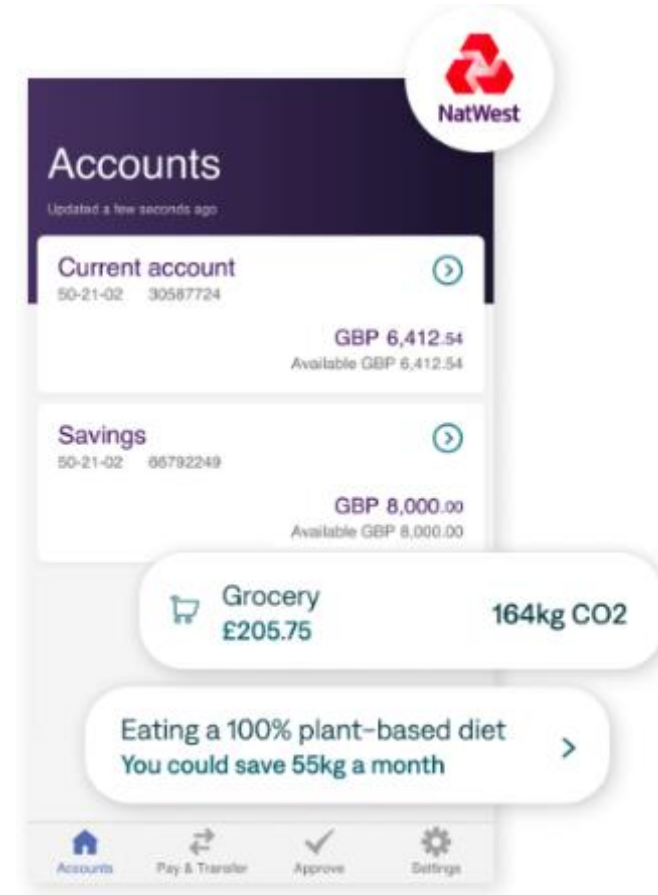 NatWest
Accounts
Updated a few seconds ago
Current account
50-21-02 30587724
GBP 6,412.54
Available GBP 6,412.54
Savings
50-21-02 66792249
GBP 8,000.00
Available GBP 8,000.00
Grocery
£205.75
164kg CO2
Eating a 100% plant-based diet
You could save 55kg a month
Accounts Pay & Transfer Approve Settings